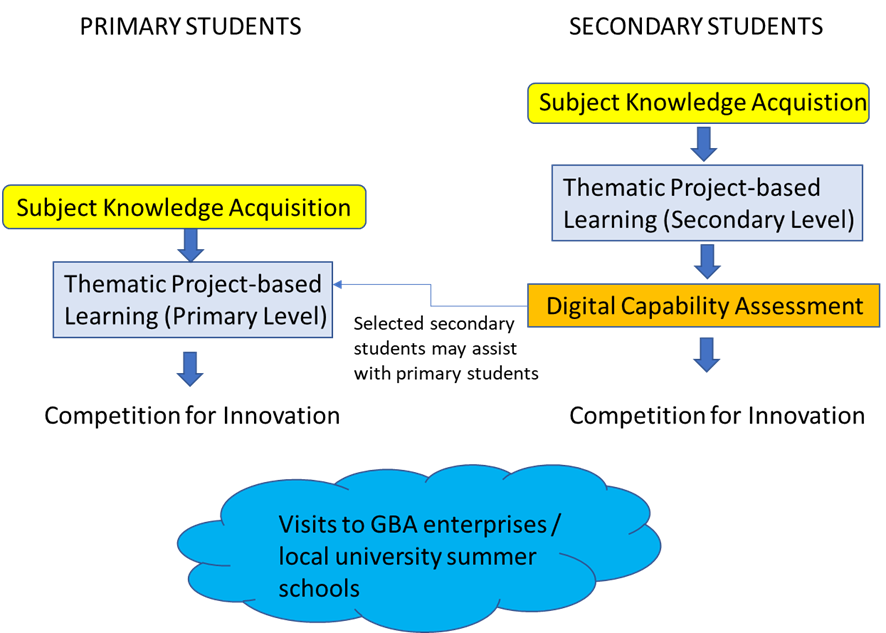 PRIMARY STUDENTS
SECONDARY STUDENTS
Subject Knowledge Acquistion
Thematic Project-based
Learning (Secondary Level)
Subject Knowledge Acquisition
Thematic Project-based
Learning (Primary Level)
Digital Capability Assessment
Selected secondary
students may assist
with primary students
Competition for Innovation
Competition for Innovation
Visits to GBA enterprises /
local university summer
schools